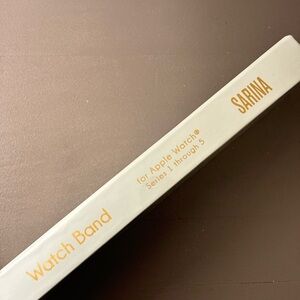 Watch Band
for Apple Watch®
Series 1 through 5
SARINA